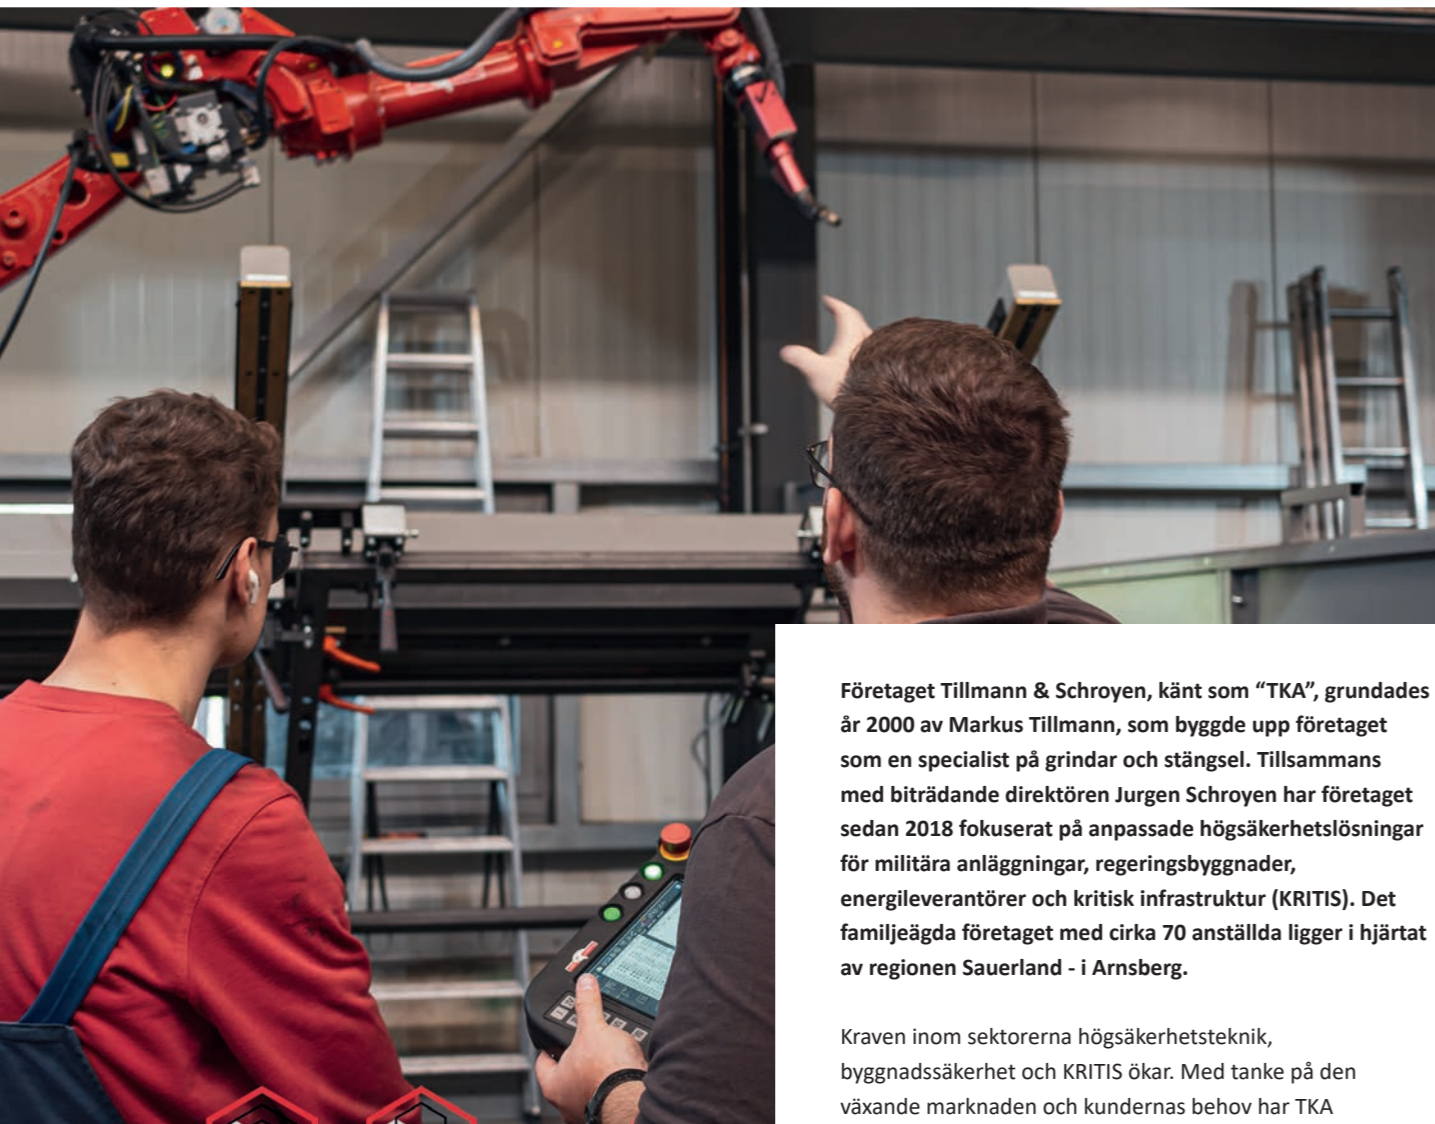 Företaget Tillmann & Schroyen, känt som “TKA”, grundades
år 2000 av Markus Tillmann, som byggde upp företaget
som en specialist på grindar och stängsel. Tillsammans
med biträdande direktören Jurgen Schroyen har företaget
sedan 2018 fokuserat på anpassade högsäkerhetslösningar
för militära anläggningar, regeringsbyggnader,
energileverantörer och kritisk infrastruktur (KRITIS). Det
familjeägda företaget med cirka 70 anställda ligger i hjärtat
av regionen Sauerland - i Arnsberg.
Kraven inom sektorerna högsäkerhetsteknik,
byggnadssäkerhet och KRITIS ökar. Med tanke på den
växande marknaden och kundernas behov har TKA